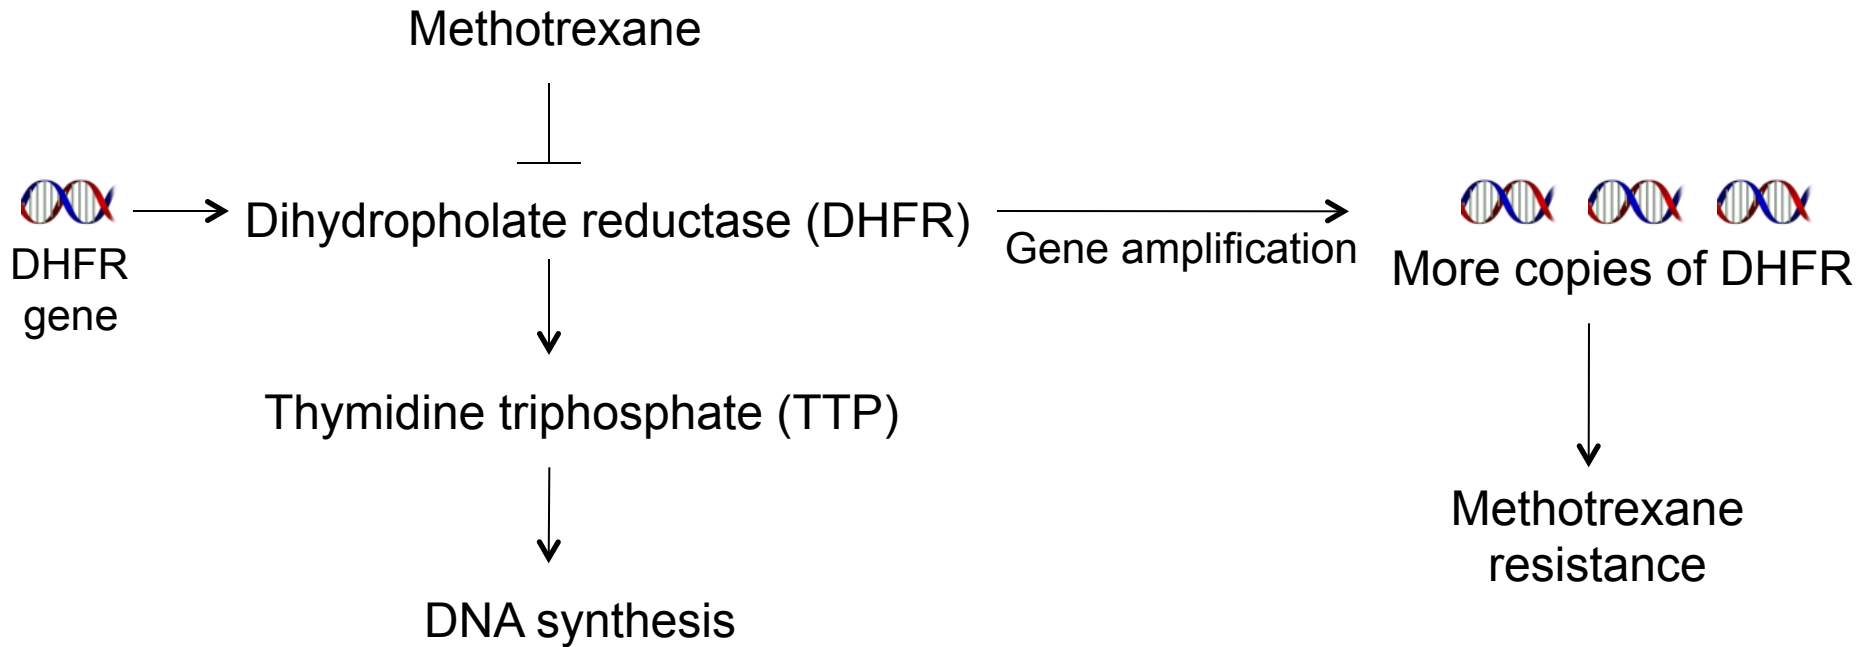 Methotrexane
DHFR
gene
Dihydropholate reductase (DHFR)
Gene amplification
More copies of DHFR
Thymidine triphosphate (TTP)
Methotrexane
resistance
DNA synthesis